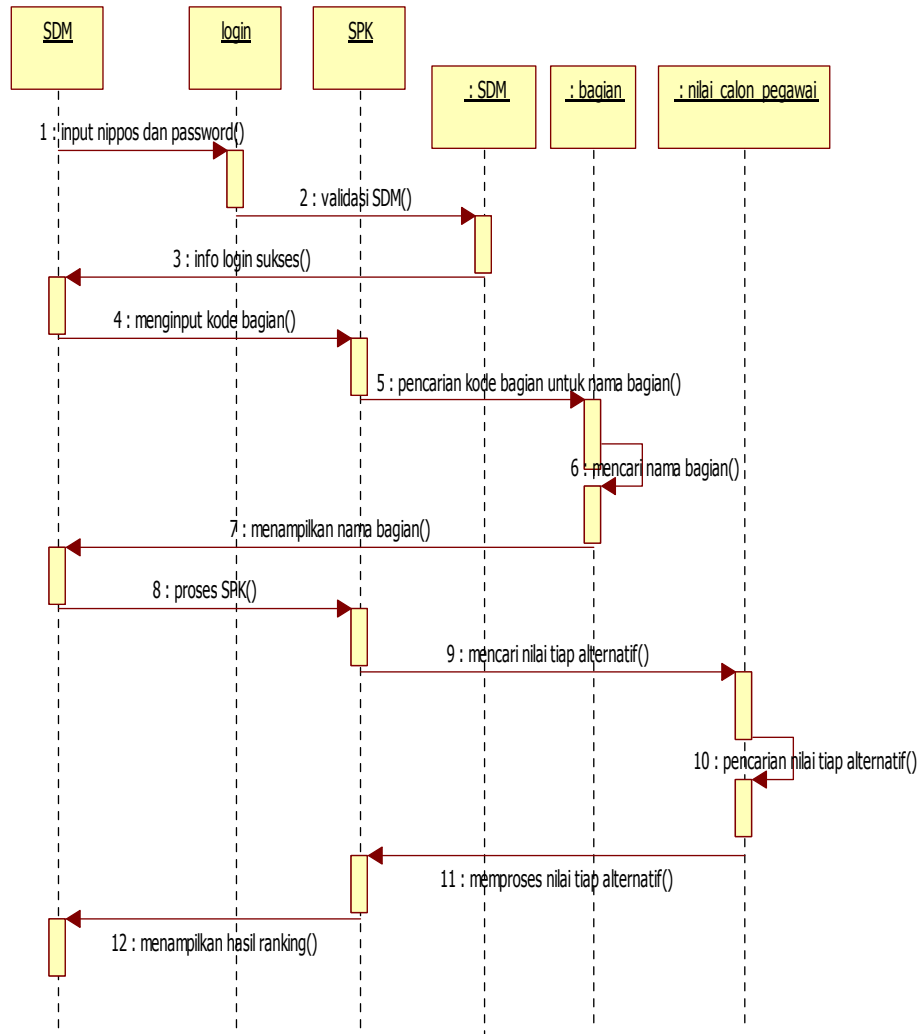 SDM
login
SPK
: SDM
: bagian
: nilai calon pegawai
1 : input nippos dan password()
2 : validasi SDM()
3 : info login sukses()
4 : menginput kode bagian()
5 : pencarian kode bagian untuk nama bagian()
6 : mencari nama bagian()
7 : menampilkan nama bagian()
8 : proses SPK()
9 : mencari nilai tiap alternatif()
10 : pencarian nilai tiap alternatif()
11 : memproses nilai tiap alternatif()
12 : menampilkan hasil ranking()